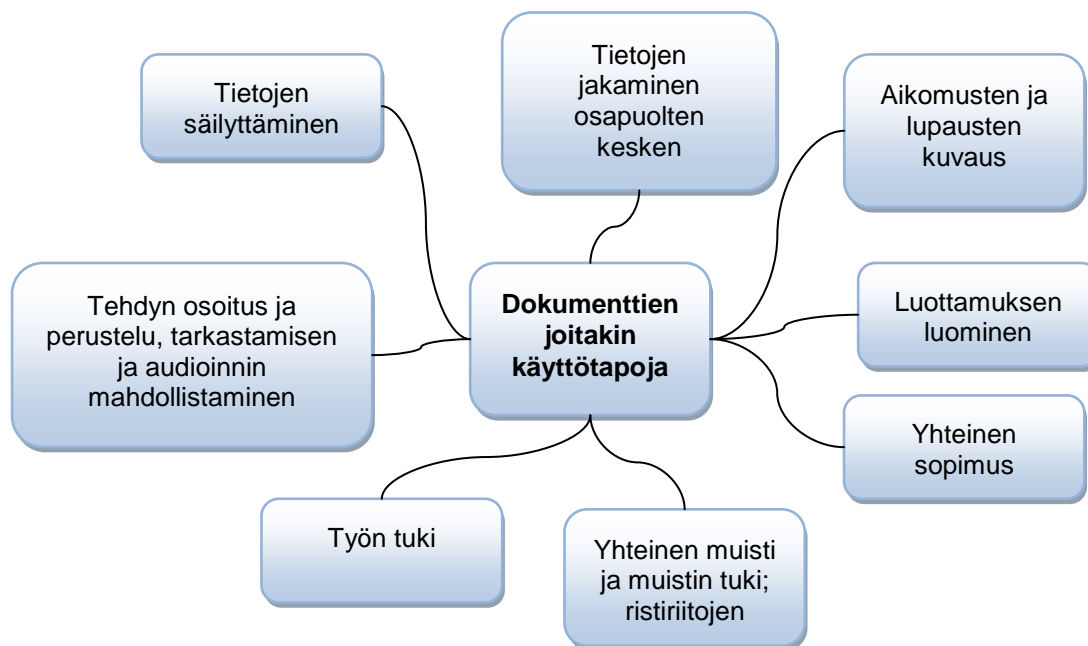 Tietojen
säilyttäminen
Tietojen
jakaminen
osapuolten
kesken
Aikomusten ja
lupausten
kuvaus
Tehdyn osoitus ja
perustelu, tarkastamisen
ja audioinnin
mahdollistaminen
Dokumenttien
joitakin
käyttötapoja
Luottamuksen
luominen
Yhteinen
sopimus
Työn tuki
Yhteinen muisti
ja muistin tuki;
ristiriitojen